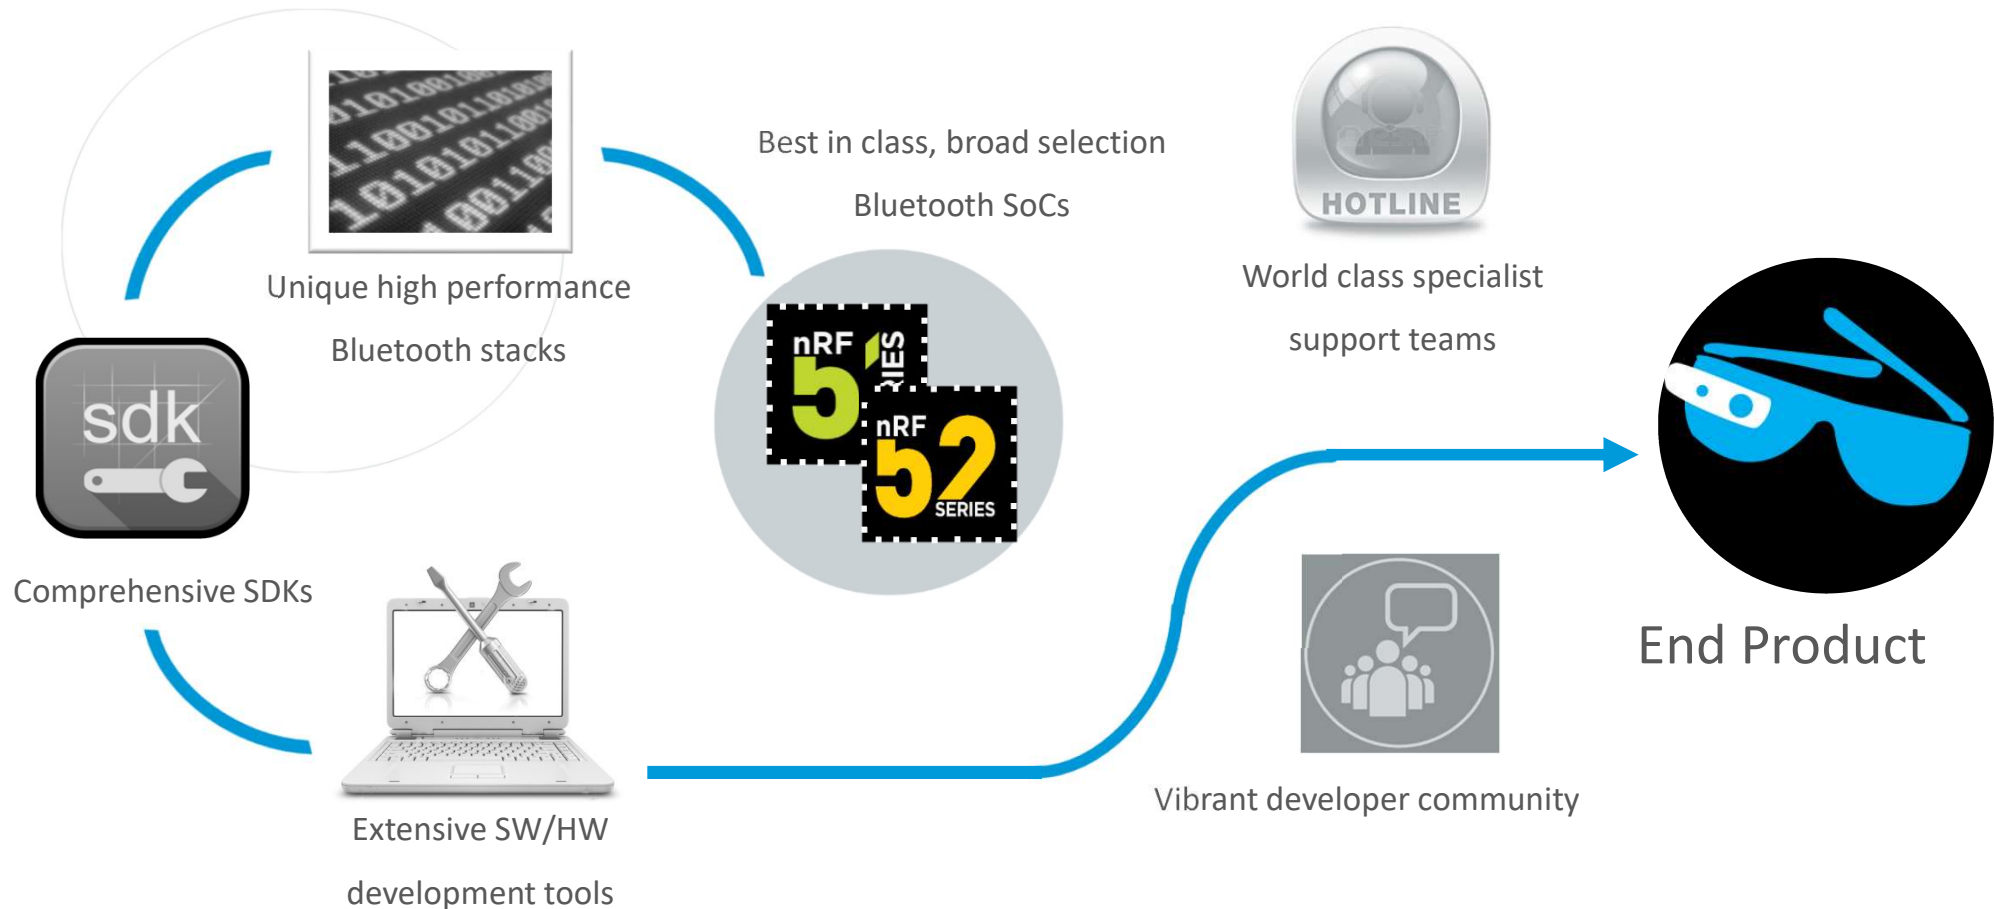 Best in class, broad selection
Bluetooth SoCs
HOTLINE
World class specialist
support teams
Unique high performance
Bluetooth stacks
nRF
SERIES
nRF
52
SERIES
sdk
Comprehensive SDKs
End Product
Vibrant developer community
Extensive SW/HW
development tools